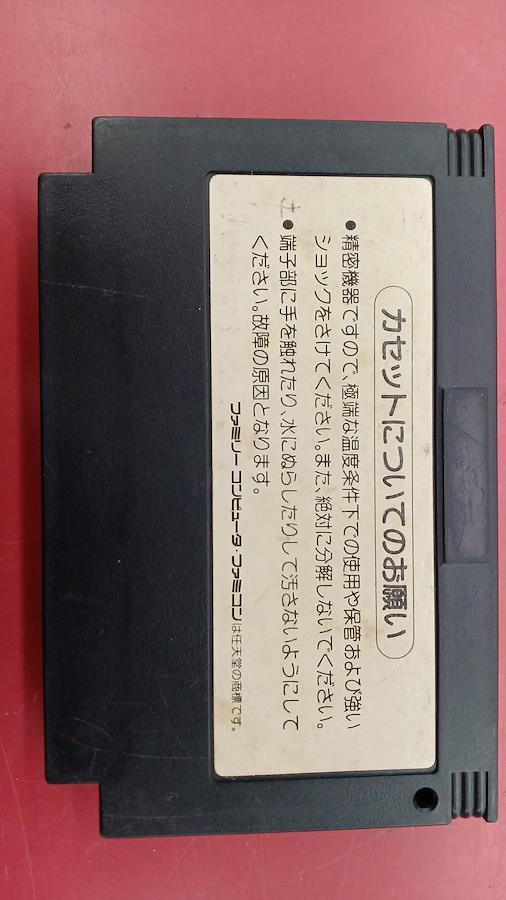 カセットについてのお願い
●精密機器ですので、極端な温度条件下での使用や保管および強い
ショックをさけてください。また、絶対に分解しないでください。
●端子部に手を触れたり、水にぬらしたりして汚さないようにして
ください。故障の原因となります。
ファミリーコンピュータ・ファミコンは任天堂の商標です。